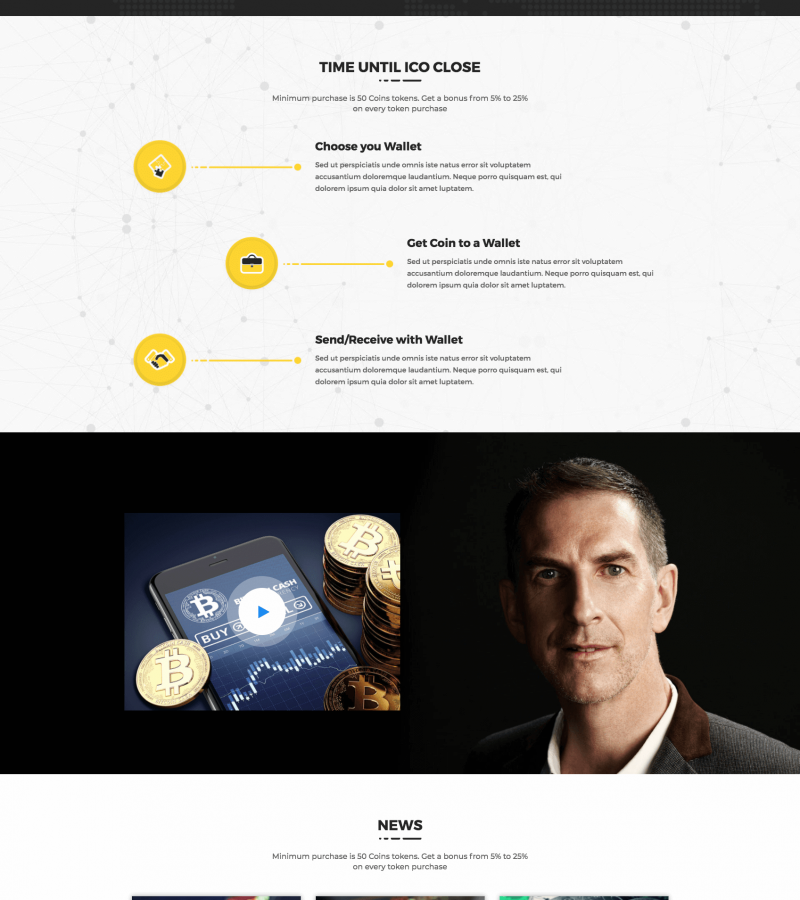 TIME UNTIL ICO CLOSE
Minimum purchase is 50 Coins tokens. Get a bonus from 5% to 25%
on every token purchase
Choose you Wallet
Sed ut perspiciatis unde omnis iste natus error sit voluptatem
accusantium doloremque laudantium. Neque porro quisquam est, qui
dolorem ipsum quia dolor sit amet luptatem.
Get Coin to a Wallet
Sed ut perspiciatis unde omnis iste natus error sit voluptatem
accusantium doloremque laudantium. Neque porro quisquam est, qui
dolorem ipsum quia dolor sit amet luptatem.
Send/Receive with Wallet
Sed ut perspiciatis unde omnis iste natus error sit voluptatem
accusantium doloremque laudantium. Neque porro quisquam est, qui
dolorem ipsum quia dolor sit amet luptatem.
CASH
BUY
NEWS
Minimum purchase is 50 Coins tokens. Get a bonus from 5% to 25%
on every token purchase